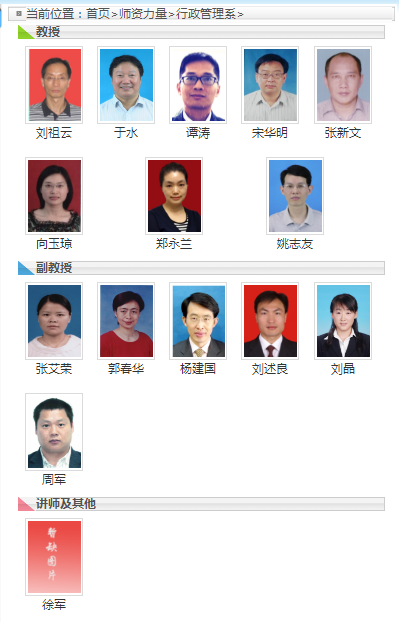 当前位置：首页>师资力量>行政管理系>
教授
刘祖云 于水 谭涛 宋华明 张新文
向玉琼 郑永兰 姚志友
副教授
张艾荣 郭春华 杨建国 刘述良 刘晶
周军
讲师及其他
暂缺图片
徐军